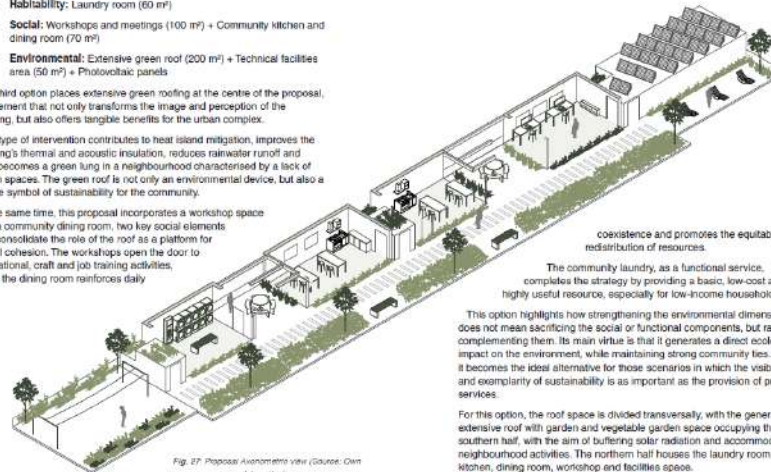 Habitability: Laundry room (60 m²)
Social: Workshops and meetings (100 m²) + Community kitchen and
dining room (70 m²)
Environmental: Extensive green roof (200 m²) + Technical facilities
area (50 m²) + Photovoltaic panels
hird option places extensive green roofing at the centre of the proposal,
ement that not only transforms the image and perception of the
ng, but also offers tangible benefits for the urban complex.
ype of intervention contributes to heat island mitigation, improves the
ng's thermal and acoustic insulation, reduces rainwater runoff and
ecomes a green lung in a neighbourhood characterised by a lack of
spaces. The green roof is not only an environmental device, but also a
e symbol of sustainability for the community.
e same time, this proposal incorporates a workshop space
community dining room, two key social elements
onsolidate the role of the roof as a platform for
l cohesion. The workshops open the door to
ational, craft and job training activities,
the dining room reinforces daily
Fig. 27: Proposal Axonometric view (Source: Own
coexistence and promotes the equitab
redistribution of resources.
The community laundry, as a functional service,
completes the strategy by providing a basic, low-cost a
highly useful resource, especially for low-income househol
This option highlights how strengthening the environmental dimens
does not mean sacrificing the social or functional components, but ra
complementing them. Its main virtue is that it generates a direct ecol
impact on the environment, while maintaining strong community ties.
it becomes the ideal alternative for those scenarios in which the visib
and exemplarity of sustainability is as important as the provision of p
services.
For this option, the roof space is divided transversally, with the gener
extensive roof with garden and vegetable garden space occupying th
southern half, with the aim of buffering solar radiation and accommo
neighbourhood activities. The northern half houses the laundry room
kitchen, dining room, workshop and facilities space.